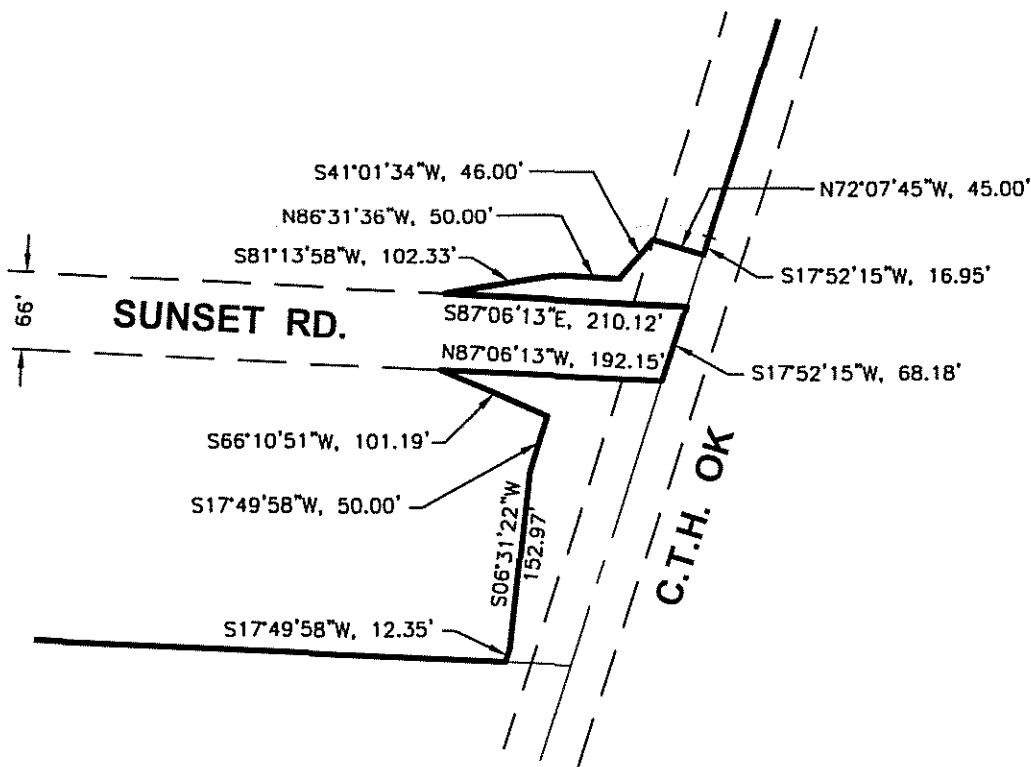 S41°01'34"W, 46.00'
N72°07'45"W, 45.00'
N86°31'36"W, 50.00'
S81°13'58"W, 102.33'
S17°52'15"W, 16.95'
66'
SUNSET RD.
S87°06'13"E, 210.12'
N87°06'13"W, 192.15'
S17°52'15"W, 68.18'
S66°10'51"W, 101.19'
S17°49'58"W, 50.00'
S06°31'22"W
152.97'
C.T.H. OK
S17°49'58"W, 12.35'